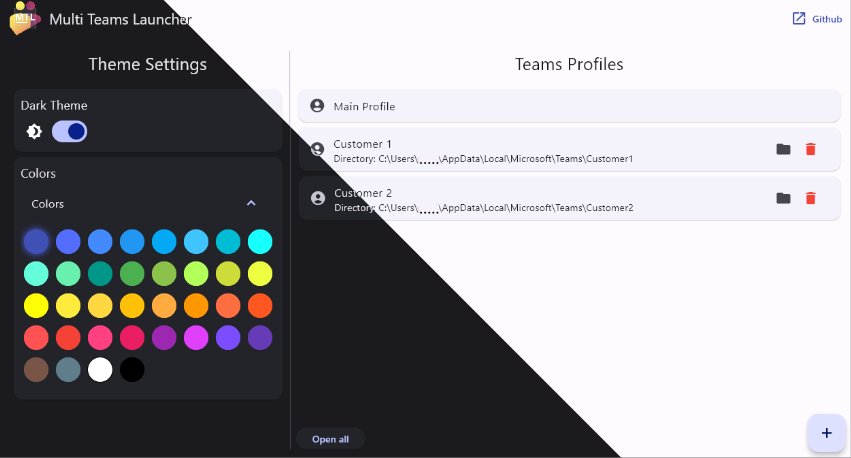 MTL
Multi Teams Launcher
Github
Theme Settings
Teams Profiles
Dark Theme
Main Profile
Customer 1
Directory: C:\Users\.....\AppData\Local\Microsoft\Teams\Customer1
Colors
Colors
Customer 2
Directory: C:\Users\.....\AppData\Local\Microsoft\Teams\Customer2
Open all
+